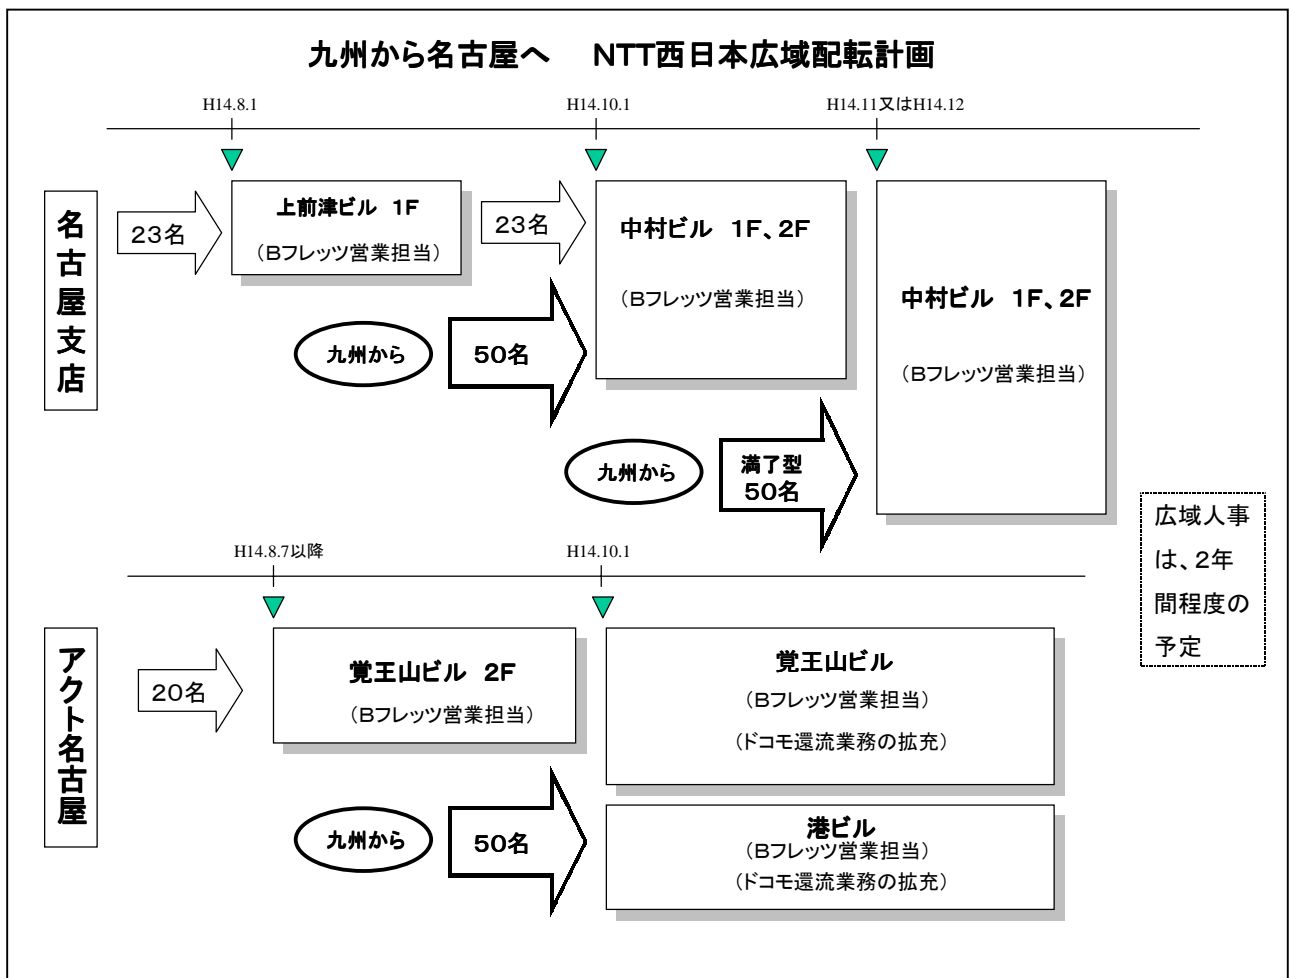 九州から名古屋へ　NTT西日本広域配転計画
H14.8.1
H14.10.1
H14.11又はH14.12
名古屋支店
23名
上前津ビル　1F
（Bフレッツ営業担当）
23名
中村ビル　1F、2F
（Bフレッツ営業担当）
中村ビル　1F、2F
（Bフレッツ営業担当）
九州から
50名
九州から
満了型
50名
広域人事
は、2年
間程度の
予定
H14.8.7以降
H14.10.1
アクト名古屋
20名
覚王山ビル　2F
（Bフレッツ営業担当）
覚王山ビル
（Bフレッツ営業担当）
（ドコモ還流業務の拡充）
九州から
50名
港ビル
（Bフレッツ営業担当）
（ドコモ還流業務の拡充）